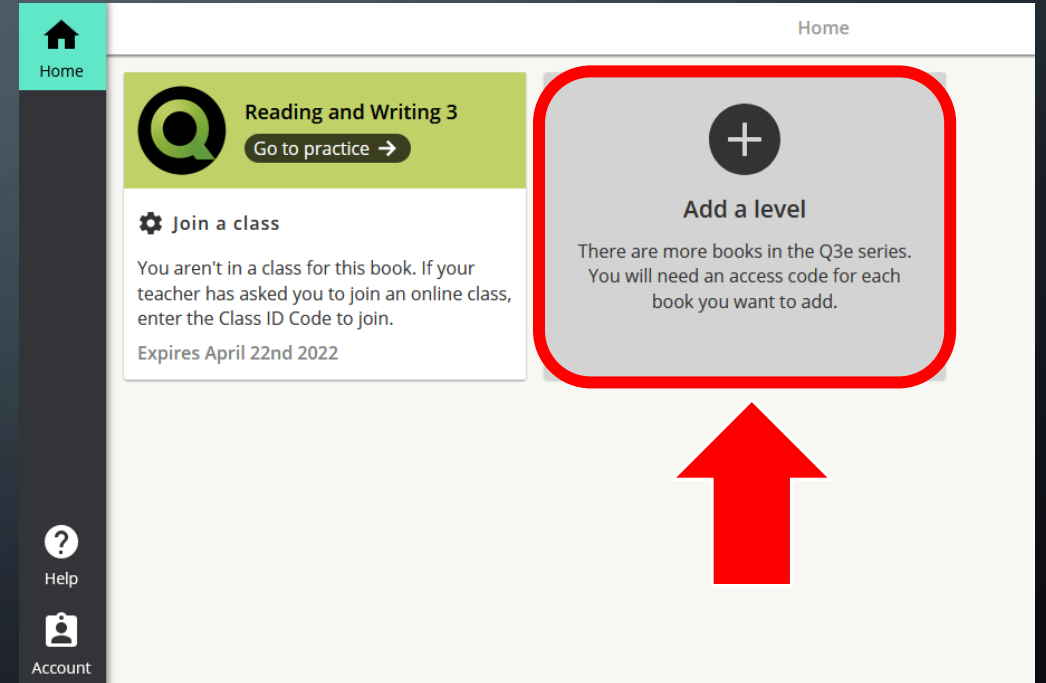 Home
Home
Reading and Writing 3
Go to practice →
Join a class
You aren't in a class for this book. If your
teacher has asked you to join an online class,
enter the Class ID Code to join.
Expires April 22nd 2022
Add a level
There are more books in the Q3e series.
You will need an access code for each
book you want to add.
Help
Account